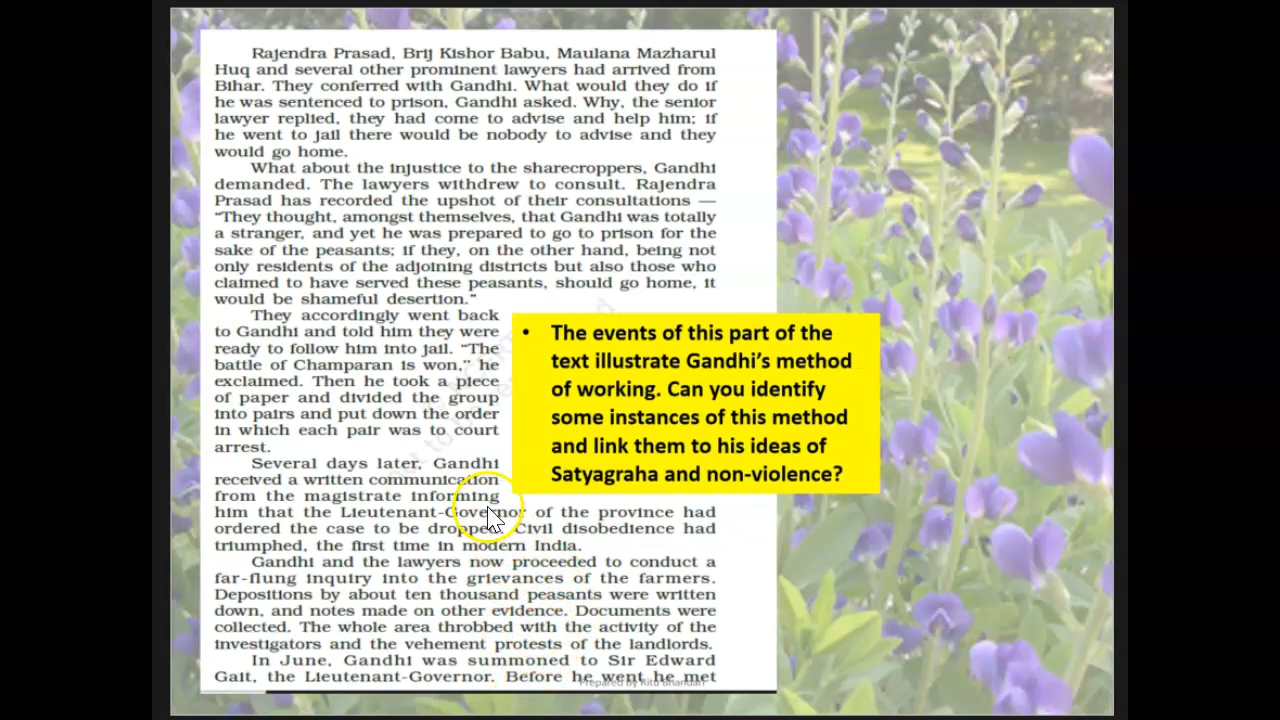 Rajendra Prasad, Brij Kishor Babu, Maulana Mazharul
Huq and several other prominent lawyers had arrived from
Bihar. They conferred with Gandhi. What would they do if
he was sentenced to prison, Gandhi asked. Why, the senior
lawyer replied, they had come to advise and help him; if
he went to jail there would be nobody to advise and they
would go home.
What about the injustice to the sharecroppers, Gandhi
demanded. The lawyers withdrew to consult. Rajendra
Prasad has recorded the upshot of their consultations —
“They thought, amongst themselves, that Gandhi was totally
a stranger, and yet he was prepared to go to prison for the
sake of the peasants; if they, on the other hand, being not
only residents of the adjoining districts but also those who
claimed to have served these peasants, should go home, it
would be shameful desertion.”
They accordingly went back
to Gandhi and told him they were
ready to follow him into jail. “The
battle of Champaran is won,” he
exclaimed. Then he took a piece
of paper and divided the group
into pairs and put down the order
in which each pair was to court
arrest.
Several days later, Gandhi
received a written communication
from the magistrate informing
him that the Lieutenant-Governor of the province had
ordered the case to be dropped. Civil disobedience had
triumphed, the first time in modern India.
Gandhi and the lawyers now proceeded to conduct a
far-flung inquiry into the grievances of the farmers.
Depositions by about ten thousand peasants were written
down, and notes made on other evidence. Documents were
collected. The whole area throbbed with the activity of the
investigators and the vehement protests of the landlords.
In June, Gandhi was summoned to Sir Edward
Gait, the Lieutenant-Governor. Before he went he met
Prepared by Ritu Bhandari
• The events of this part of the
text illustrate Gandhi’s method
of working. Can you identify
some instances of this method
and link them to his ideas of
Satyagraha and non-violence?